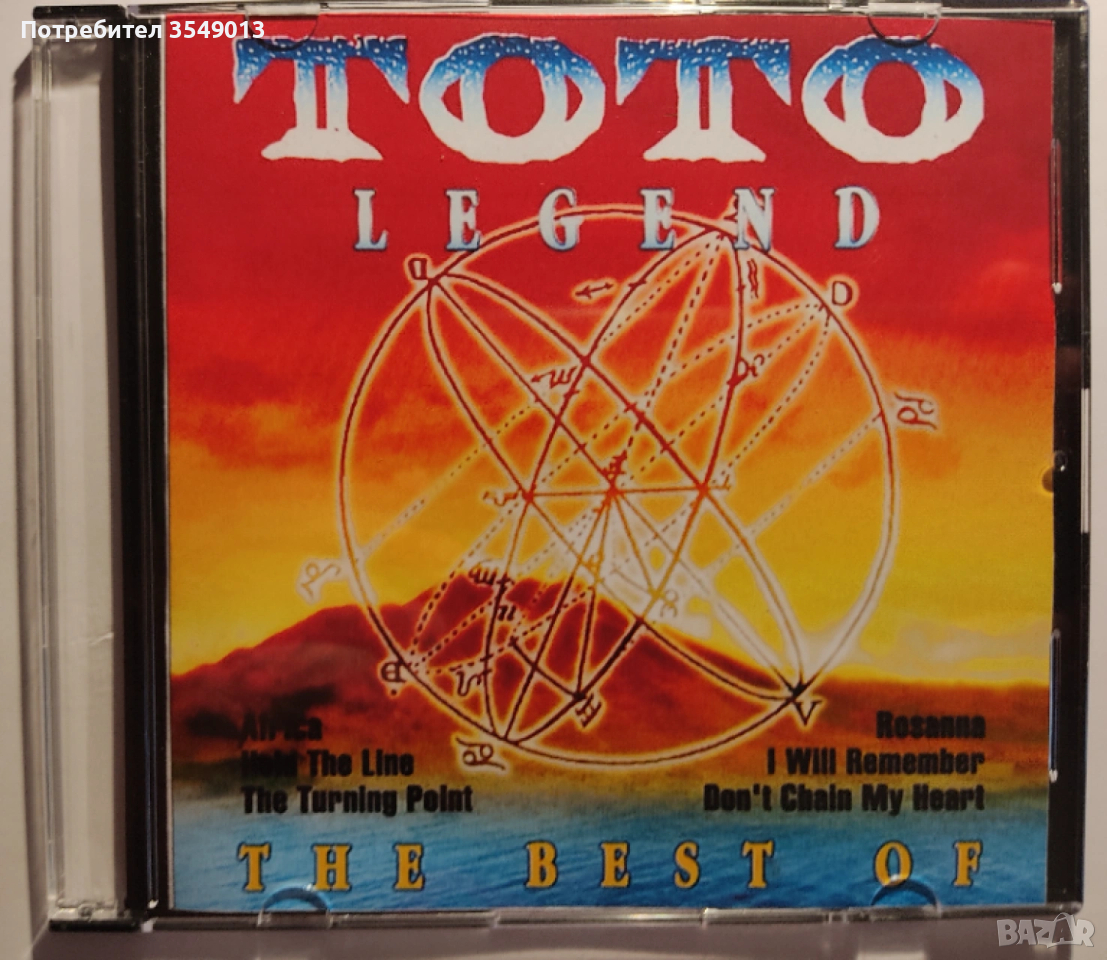 Потребител 3549013
TOTO
LEGEND
D
V
Africa
Hold The Line
The Turning Point
Rosanna
I Will Remember
Don't Chain My Heart
THE BEST OF
BAZAR